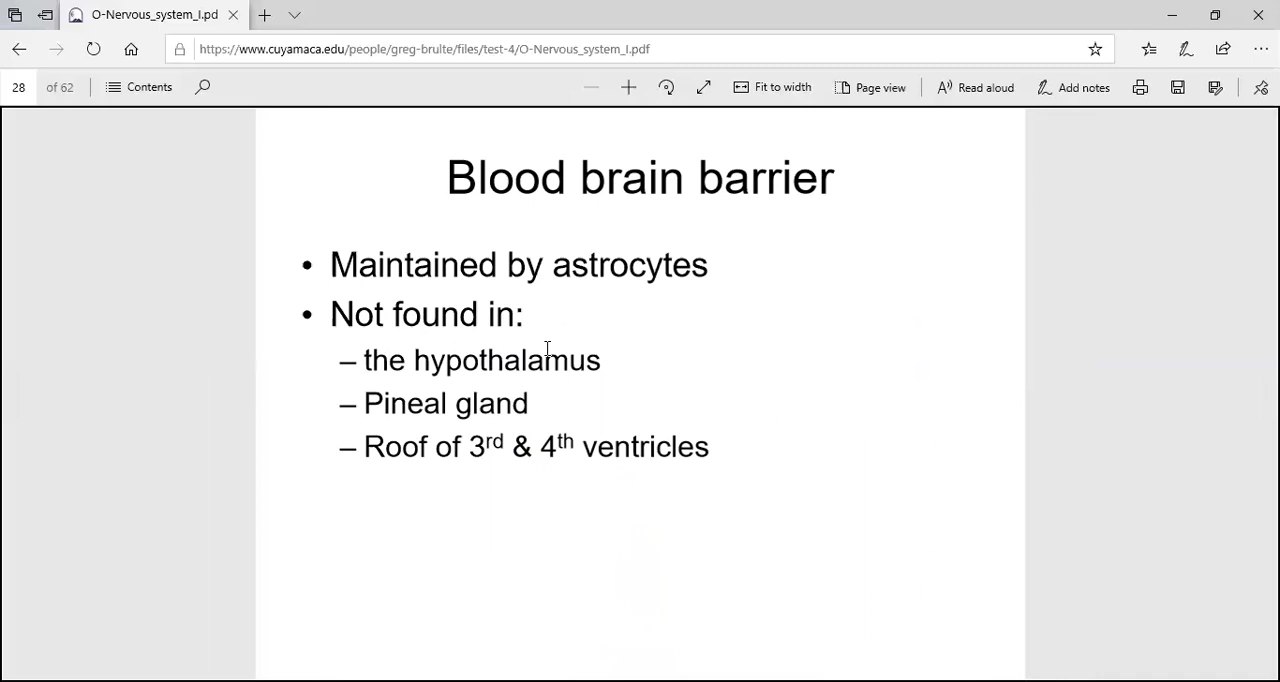 O-Nervous_system_I.pd
https://www.cuyamaca.edu/people/greg-brulte/files/test-4/O-Nervous_system_I.pdf
28 of 62 Contents Fit to width Page view Read aloud Add notes
Blood brain barrier
• Maintained by astrocytes
• Not found in:
– the hypothalamus
– Pineal gland
– Roof of 3rd & 4th ventricles